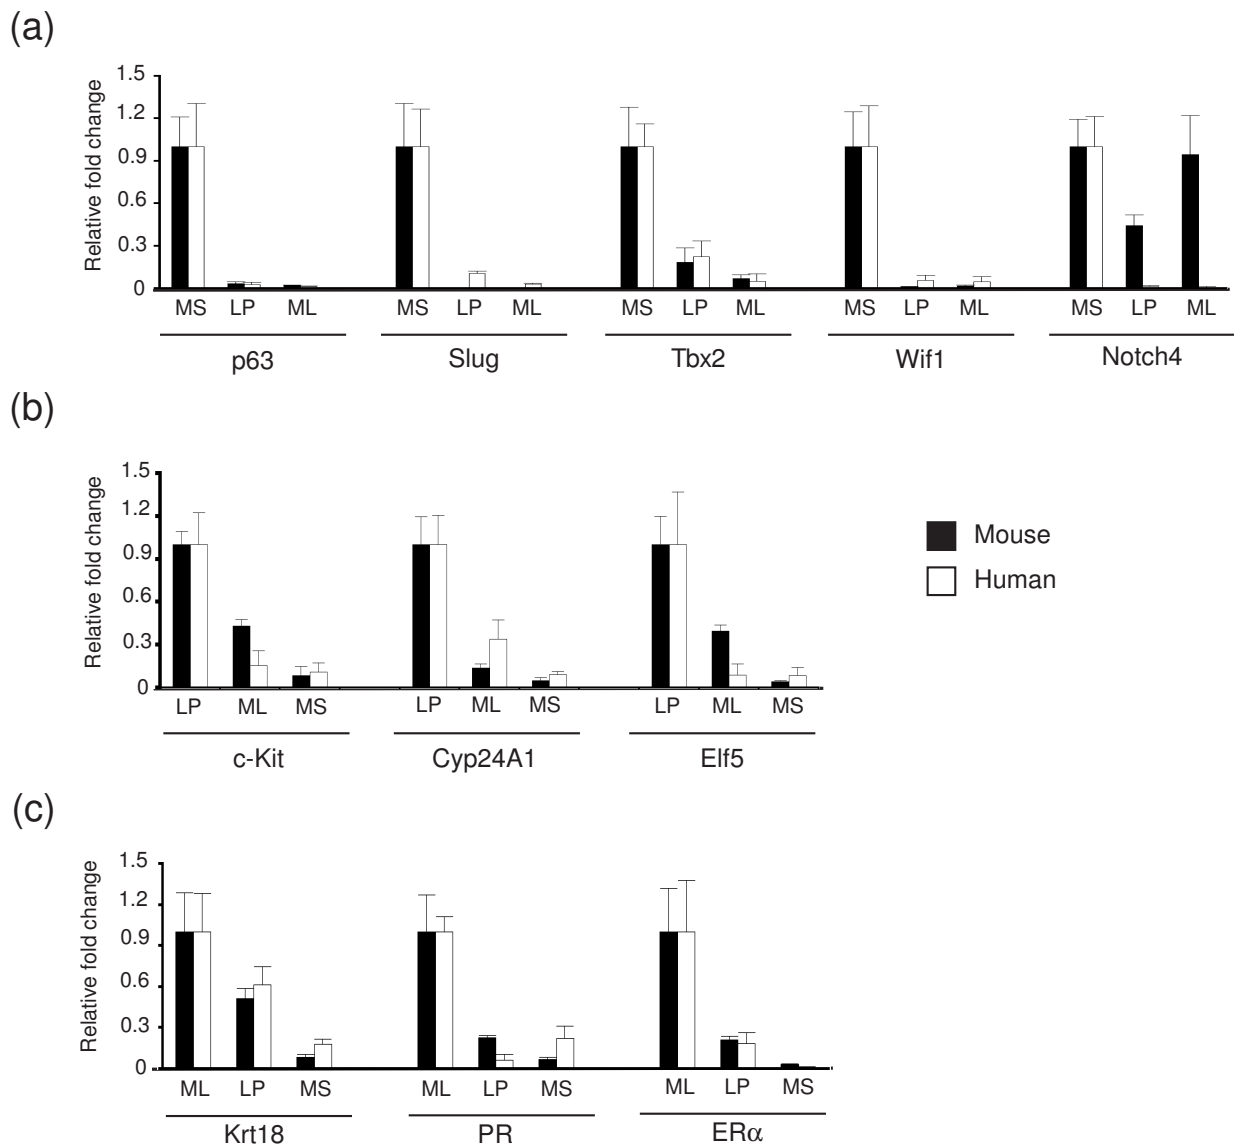 (a)
Relative fold change
1.5
1.2
0.9
0.6
0.3
0
MS LP ML MS LP ML MS LP ML MS LP ML MS LP ML
p63 Slug Tbx2 Wif1 Notch4
(b)
Relative fold change
1.5
1.2
0.9
0.6
0.3
0
LP ML MS LP ML MS LP ML MS
c-Kit Cyp24A1 Elf5
Mouse
Human
(c)
Relative fold change
1.5
1.2
0.9
0.6
0.3
0
ML LP MS ML LP MS ML LP MS
Krt18 PR ERα